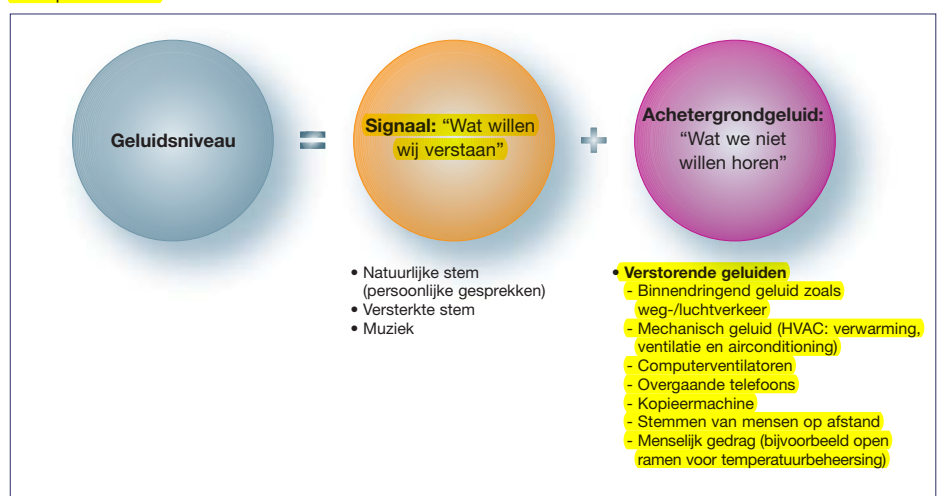 Geluidsniveau
=
Signaal: “Wat willen
wij verstaan”
+
Achetergrondgeluid:
“Wat we niet
willen horen”
• Natuurlijke stem
(persoonlijke gesprekken)
• Versterkte stem
• Muziek
• Verstorende geluiden
- Binnendringend geluid zoals
weg-/luchtverkeer
- Mechanisch geluid (HVAC: verwarming,
ventilatie en airconditioning)
- Computerventilatoren
- Overgaande telefoons
- Kopieermachine
- Stemmen van mensen op afstand
- Menselijk gedrag (bijvoorbeeld open
ramen voor temperatuurbeheersing)